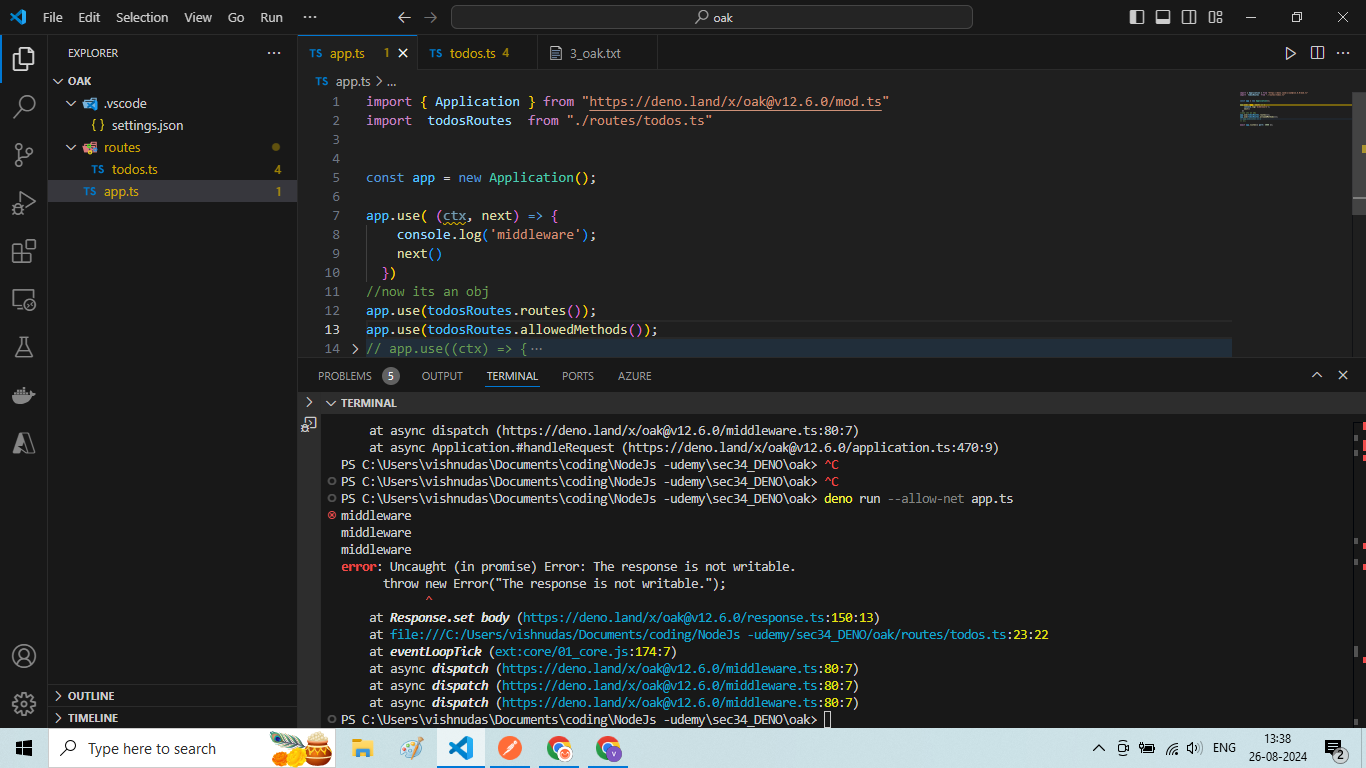 File Edit Selection View Go Run ··· oak
EXPLORER ···
OAK
.vscode
{ } settings.json
routes
TS todos.ts 4
TS app.ts 1
OUTLINE
TIMELINE
TS app.ts 1 TS todos.ts 4 3_oak.txt
TS app.ts > ...
1 import { Application } from "https://deno.land/x/oak@v12.6.0/mod.ts"
2 import  todosRoutes  from "./routes/todos.ts"
3
4
5 const app = new Application();
6
7 app.use( (ctx, next) => {
8     console.log('middleware');
9     next()
10   })
11 //now its an obj
12 app.use(todosRoutes.routes());
13 app.use(todosRoutes.allowedMethods());
14 > // app.use((ctx) => {···
PROBLEMS 5 OUTPUT TERMINAL PORTS AZURE
TERMINAL
    at async dispatch (https://deno.land/x/oak@v12.6.0/middleware.ts:80:7)
    at async Application.#handleRequest (https://deno.land/x/oak@v12.6.0/application.ts:470:9)
PS C:\Users\vishnudas\Documents\coding\NodeJs -udemy\sec34_DENO\oak> ^C
PS C:\Users\vishnudas\Documents\coding\NodeJs -udemy\sec34_DENO\oak> ^C
PS C:\Users\vishnudas\Documents\coding\NodeJs -udemy\sec34_DENO\oak> deno run --allow-net app.ts
middleware
middleware
middleware
error: Uncaught (in promise) Error: The response is not writable.
      throw new Error("The response is not writable.");
            ^
    at Response.set body (https://deno.land/x/oak@v12.6.0/response.ts:150:13)
    at file:///C:/Users/vishnudas/Documents/coding/NodeJs -udemy/sec34_DENO/oak/routes/todos.ts:23:22
    at eventLoopTick (ext:core/01_core.js:174:7)
    at async dispatch (https://deno.land/x/oak@v12.6.0/middleware.ts:80:7)
    at async dispatch (https://deno.land/x/oak@v12.6.0/middleware.ts:80:7)
    at async dispatch (https://deno.land/x/oak@v12.6.0/middleware.ts:80:7)
PS C:\Users\vishnudas\Documents\coding\NodeJs -udemy\sec34_DENO\oak>
Type here to search
ENG
13:38
26-08-2024
2